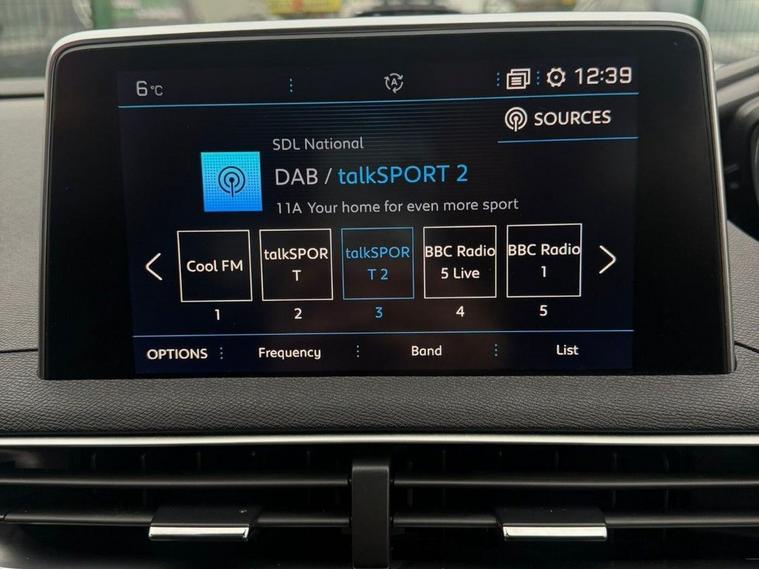 6°C
A
12:39
SOURCES
SDL National
DAB / talkSPORT 2
11A Your home for even more sport
Cool FM
talkSPOR
T
talkSPOR
T 2
BBC Radio
5 Live
BBC Radio
1
1
2
3
4
5
OPTIONS
Frequency
Band
List